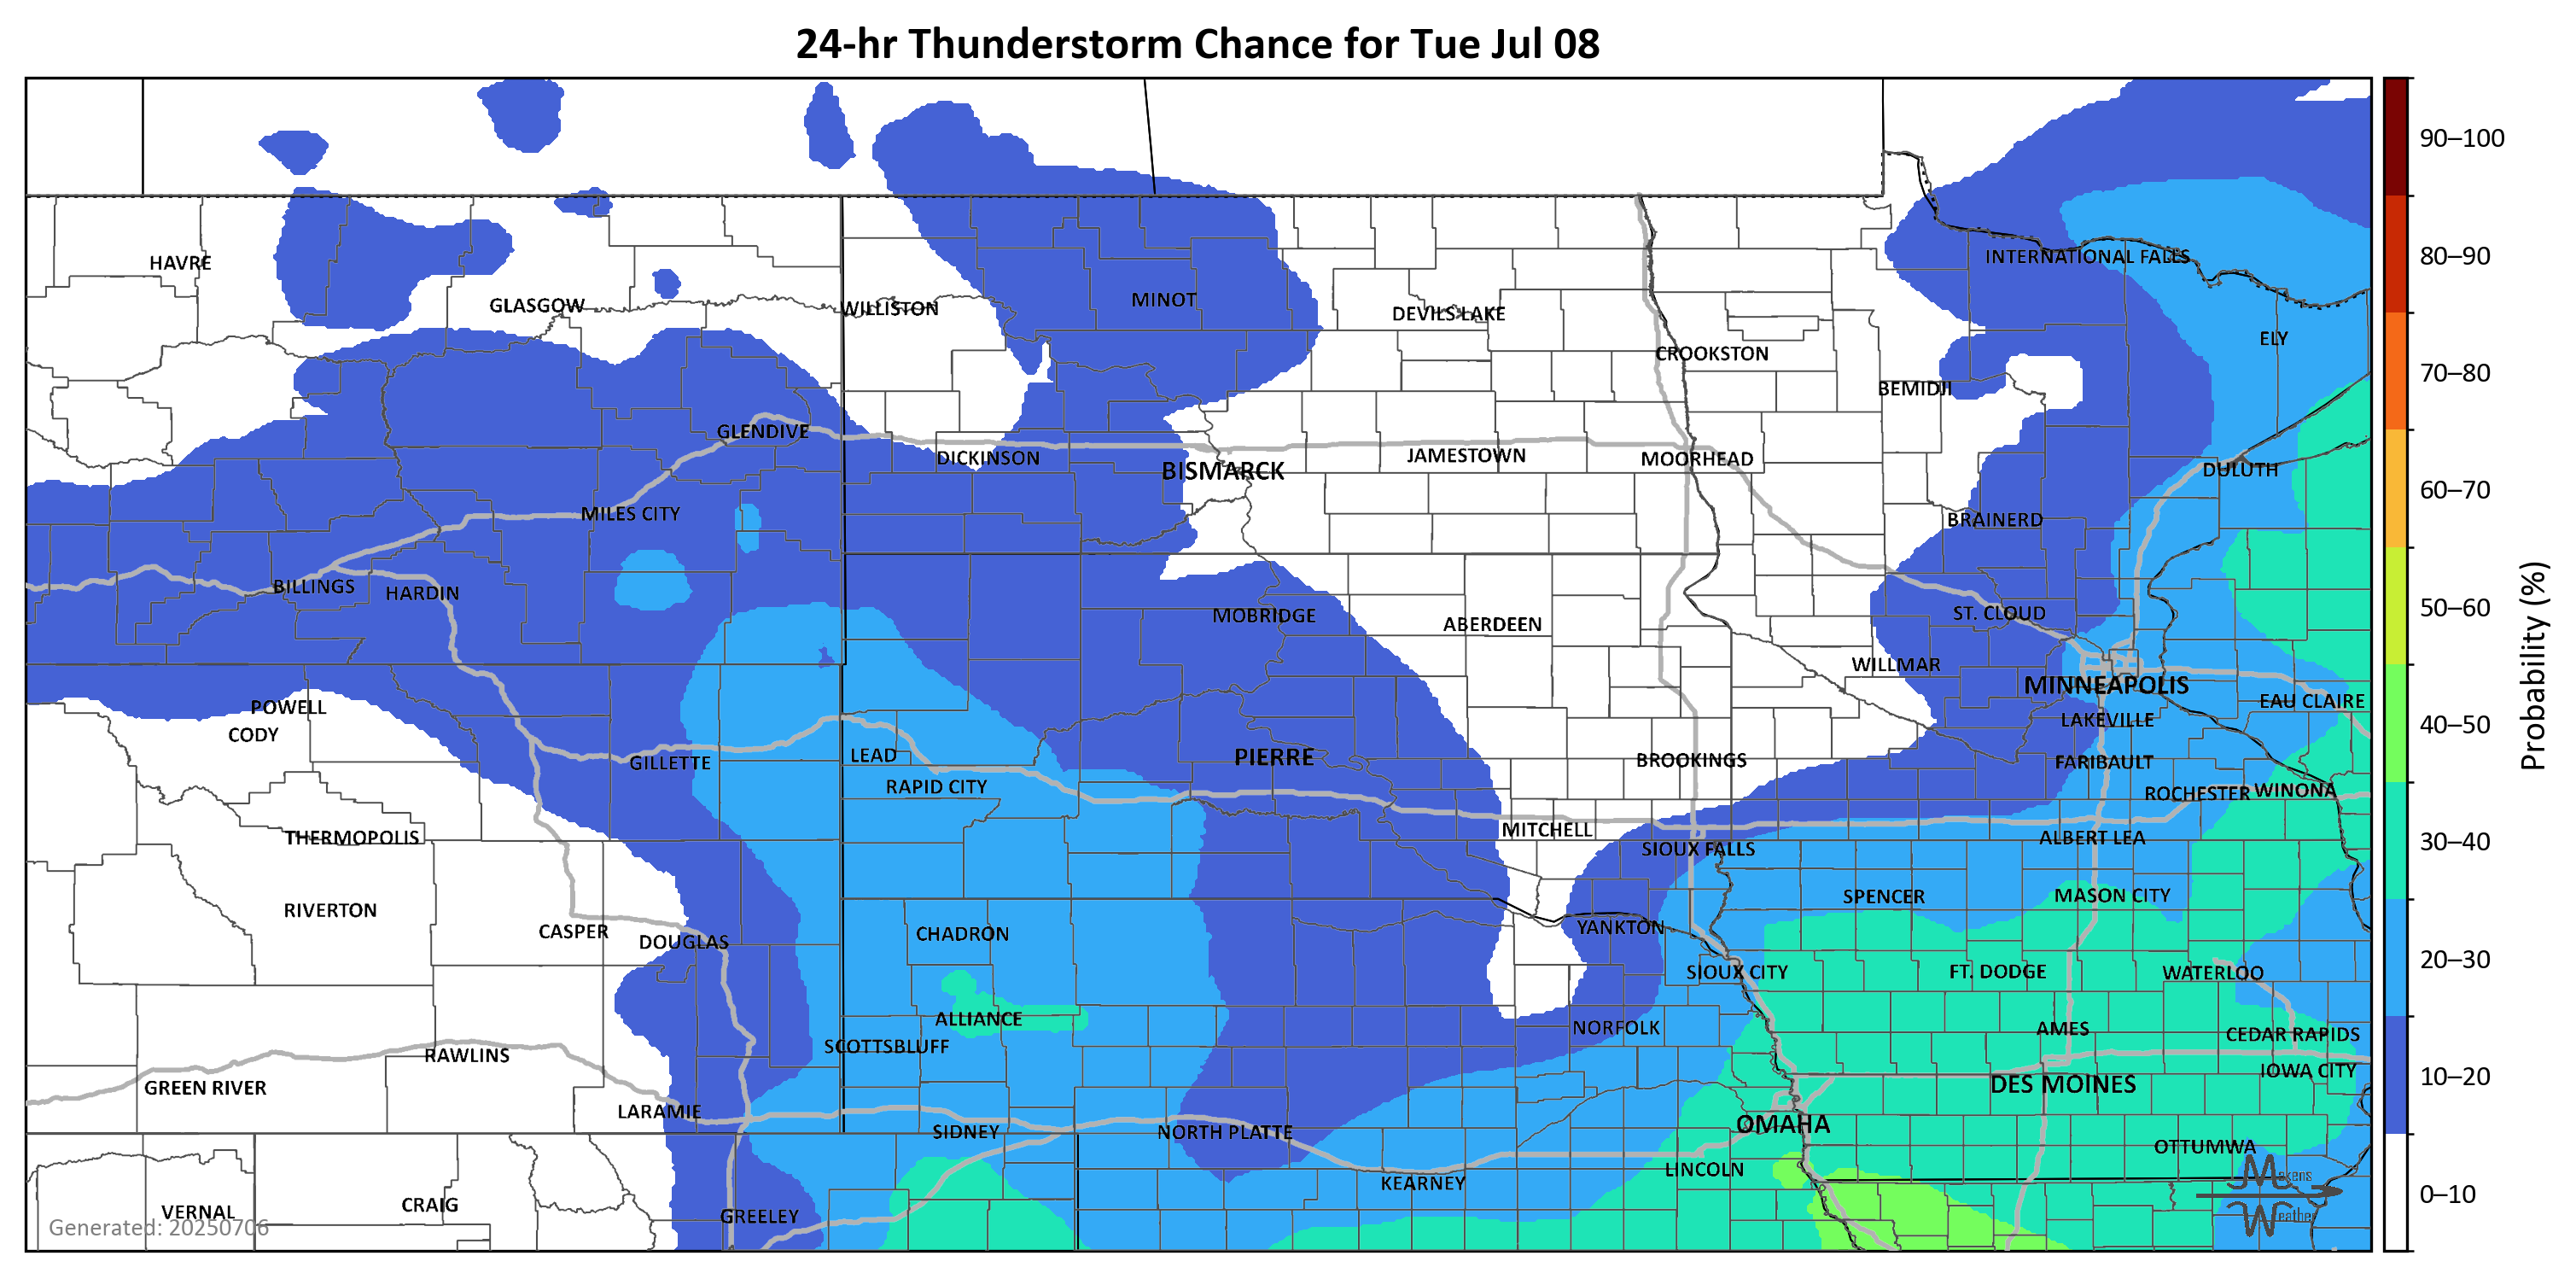 24-hr Thunderstorm Chance for Tue Jul 08
90–100
80–90
70–80
60–70
50–60
40–50
30–40
20–30
10–20
0–10
Probability (%)
HAVRE
INTERNATIONAL FALLS
GLASGOW
WILLISTON
MINOT
DEVILS LAKE
ELY
CROOKSTON
BEMIDJI
GLENDIVE
DICKINSON
BISMARCK
JAMESTOWN
MOORHEAD
DULUTH
MILES CITY
BRAINERD
BILLINGS
HARDIN
MOBRIDGE
ABERDEEN
ST. CLOUD
WILLMAR
MINNEAPOLIS
EAU CLAIRE
POWELL
CODY
LAKEVILLE
GILLETTE
LEAD
PIERRE
BROOKINGS
FARIBAULT
RAPID CITY
ROCHESTER
WINONA
THERMOPOLIS
MITCHELL
ALBERT LEA
SIOUX FALLS
RIVERTON
SPENCER
MASON CITY
CASPER
DOUGLAS
CHADRON
YANKTON
SIOUX CITY
FT. DODGE
WATERLOO
ALLIANCE
NORFOLK
AMES
CEDAR RAPIDS
SCOTTSBLUFF
RAWLINS
IOWA CITY
GREEN RIVER
DES MOINES
LARAMIE
SIDNEY
NORTH PLATTE
OMAHA
OTTUMWA
LINCOLN
KEARNEY
VERNAL
CRAIG
GREELEY
Makens
Weather
Generated: 20250706